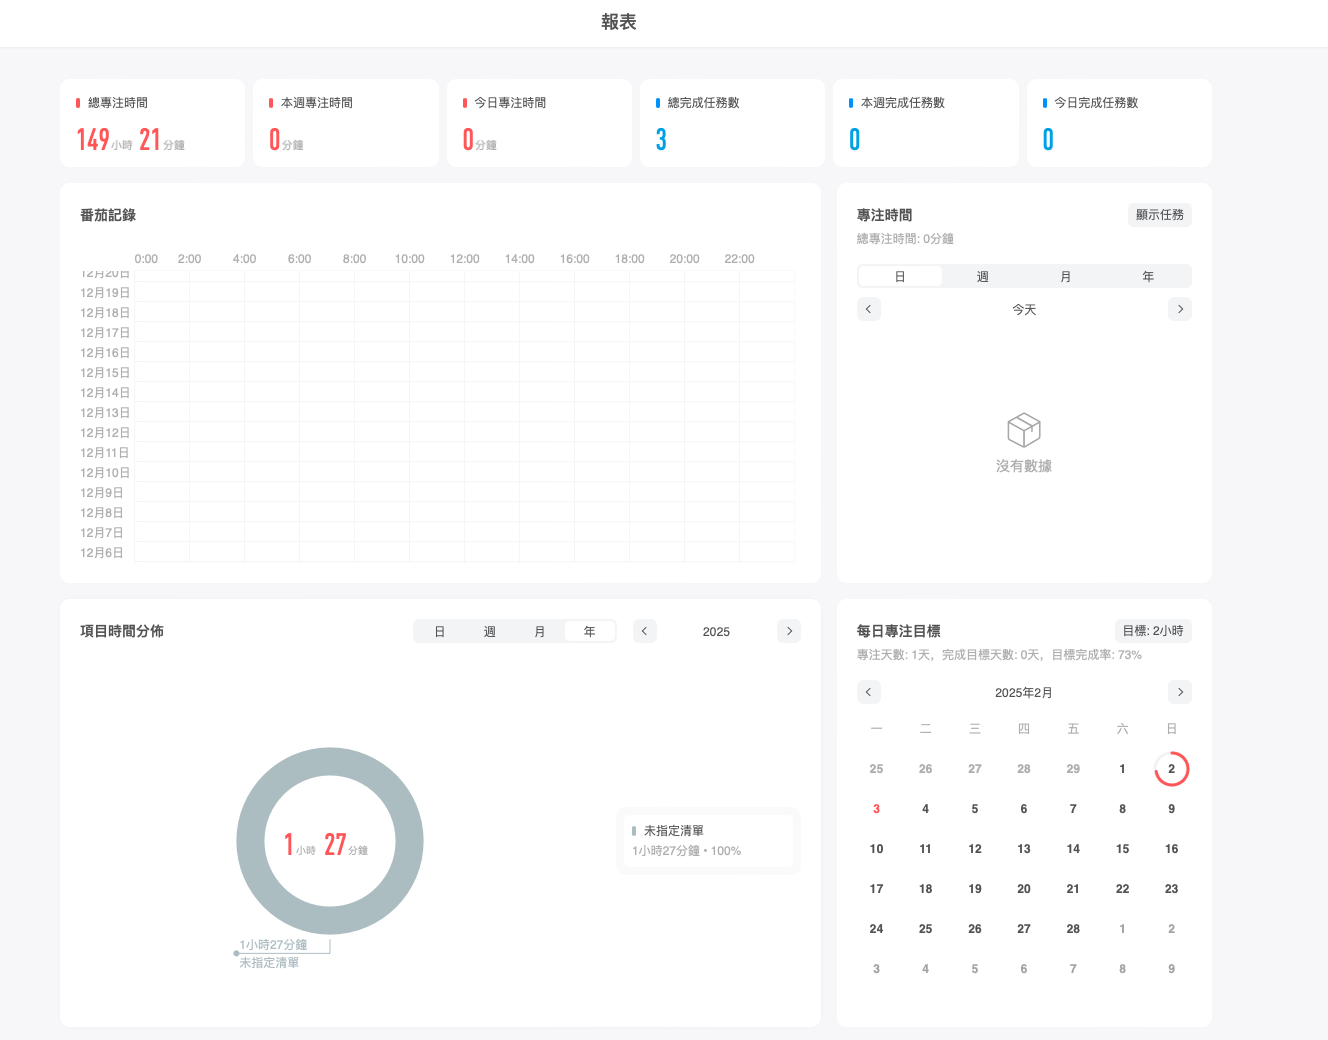 報表
總專注時間
149小時 21分鐘
本週專注時間
0分鐘
今日專注時間
0分鐘
總完成任務數
3
本週完成任務數
0
今日完成任務數
0
番茄記錄
0:00 2:00 4:00 6:00 8:00 10:00 12:00 14:00 16:00 18:00 20:00 22:00
12月20日
12月19日
12月18日
12月17日
12月16日
12月15日
12月14日
12月13日
12月12日
12月11日
12月10日
12月9日
12月8日
12月7日
12月6日
專注時間
顯示任務
總專注時間: 0分鐘
日 週 月 年
今天
沒有數據
項目時間分佈
日 週 月 年
2025
1小時 27分鐘
1小時27分鐘
未指定清單
未指定清單
1小時27分鐘 • 100%
每日專注目標
目標: 2小時
專注天數: 1天，完成目標天數: 0天，目標完成率: 73%
2025年2月
一 二 三 四 五 六 日
25 26 27 28 29 1 2
3 4 5 6 7 8 9
10 11 12 13 14 15 16
17 18 19 20 21 22 23
24 25 26 27 28 1 2
3 4 5 6 7 8 9